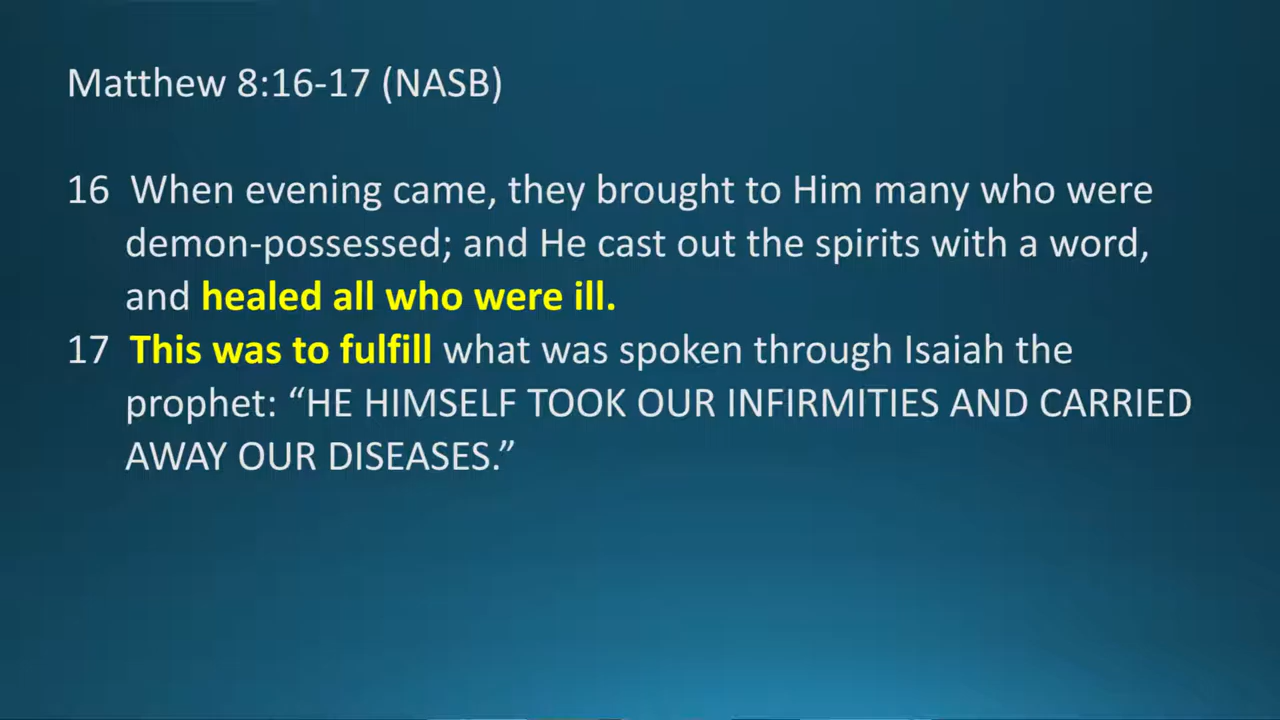 Matthew 8:16-17 (NASB)
16 When evening came, they brought to Him many who were
demon-possessed; and He cast out the spirits with a word,
and healed all who were ill.
17 This was to fulfill what was spoken through Isaiah the
prophet: “HE HIMSELF TOOK OUR INFIRMITIES AND CARRIED
AWAY OUR DISEASES.”